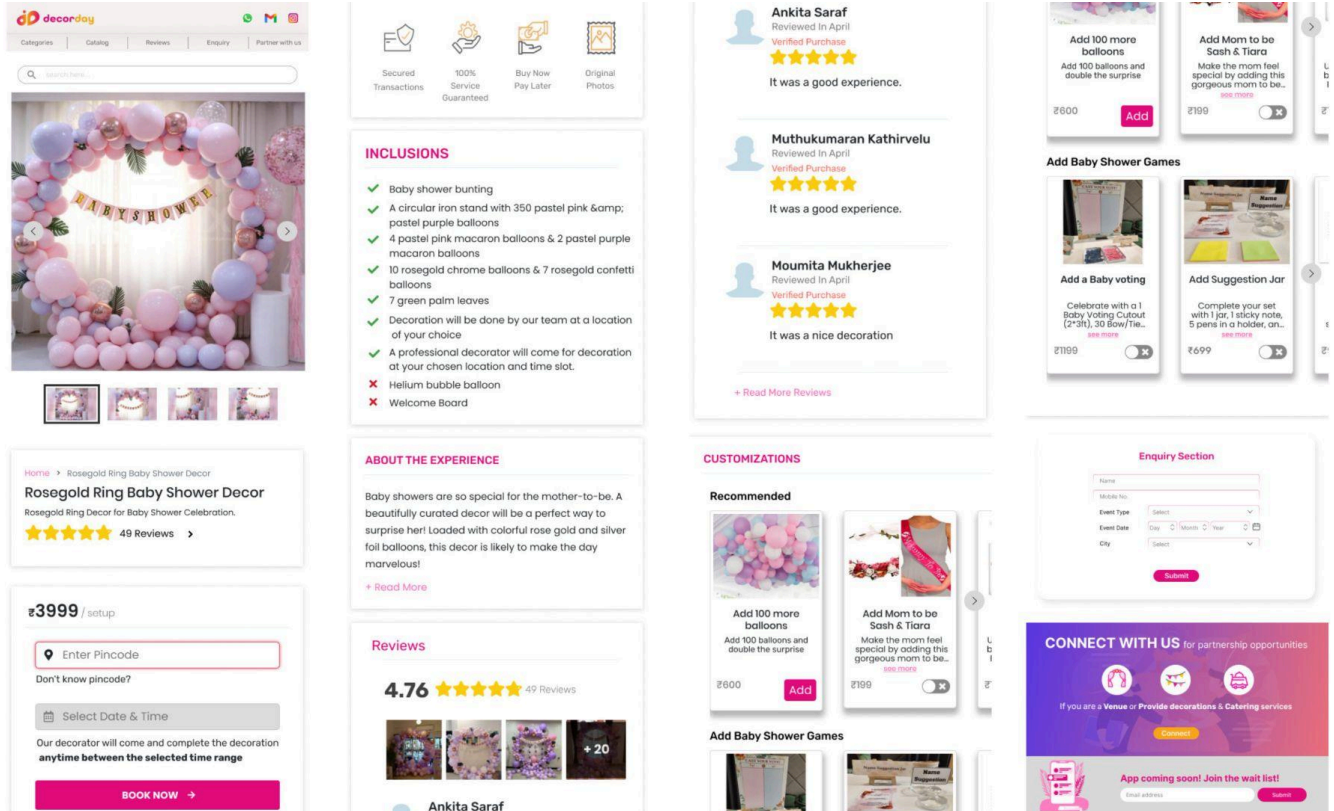 decorday
Categories
Catalog
Reviews
Enquiry
Partner with us
Search here...
BABY SHOWER
Home > Rosegold Ring Baby Shower Decor
Rosegold Ring Baby Shower Decor
Rosegold Ring Decor for Baby Shower Celebration.
49 Reviews >
₹3999 / setup
Enter Pincode
Don't know pincode?
Select Date & Time
Our decorator will come and complete the decoration
anytime between the selected time range
BOOK NOW →
Secured
Transactions
100%
Service
Guaranteed
Buy Now
Pay Later
Original
Photos
INCLUSIONS
Baby shower bunting
A circular iron stand with 350 pastel pink &amp;
pastel purple balloons
4 pastel pink macaron balloons & 2 pastel purple
macaron balloons
10 rosegold chrome balloons & 7 rosegold confetti
balloons
7 green palm leaves
Decoration will be done by our team at a location
of your choice
A professional decorator will come for decoration
at your chosen location and time slot.
Helium bubble balloon
Welcome Board
ABOUT THE EXPERIENCE
Baby showers are so special for the mother-to-be. A
beautifully curated decor will be a perfect way to
surprise her! Loaded with colorful rose gold and silver
foil balloons, this decor is likely to make the day
marvelous!
+ Read More
Reviews
4.76
49 Reviews
+ 20
Ankita Saraf
Ankita Saraf
Reviewed In April
Verified Purchase
It was a good experience.
Muthukumaran Kathirvelu
Reviewed In April
Verified Purchase
It was a good experience.
Moumita Mukherjee
Reviewed In April
Verified Purchase
It was a nice decoration
+ Read More Reviews
CUSTOMIZATIONS
Recommended
Add 100 more
balloons
Add 100 balloons and
double the surprise
₹600
Add
Add Mom to be
Sash & Tiara
Make the mom feel
special by adding this
gorgeous mom to be...
see more
₹199
Add Baby Shower Games
Name
Suggestion
Add 100 more
balloons
Add 100 balloons and
double the surprise
₹600
Add
Add Mom to be
Sash & Tiara
Make the mom feel
special by adding this
gorgeous mom to be...
see more
₹199
Add Baby Shower Games
Name
Suggestion
Add a Baby voting
Celebrate with a 1
Baby Voting Cutout
(2*3ft), 30 Bow/Tie...
see more
₹1199
Add Suggestion Jar
Complete your set
with 1 jar, 1 sticky note,
5 pens in a holder, an...
see more
₹699
Enquiry Section
Name
Mobile No.
Event Type
Select
Event Date
Day
Month
Year
City
Select
Submit
CONNECT WITH US for partnership opportunities
If you are a Venue or Provide decorations & Catering services
Connect
App coming soon! Join the wait list!
Email address
Submit